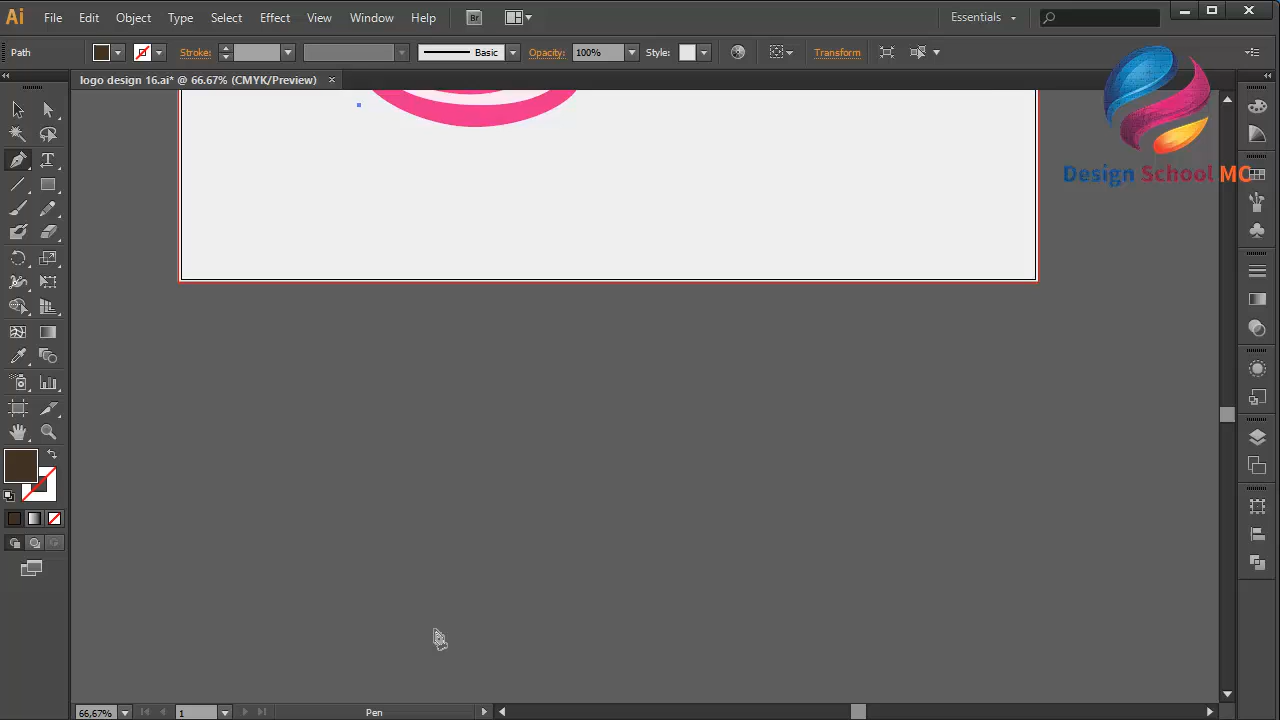 Ai File Edit Object Type Select Effect View Window Help Br Essentials
Path Stroke: Basic Opacity: 100% Style: Transform
logo design 16.ai* @ 66.67% (CMYK/Preview) ×
Design School MC
T
66,67% 1 Pen